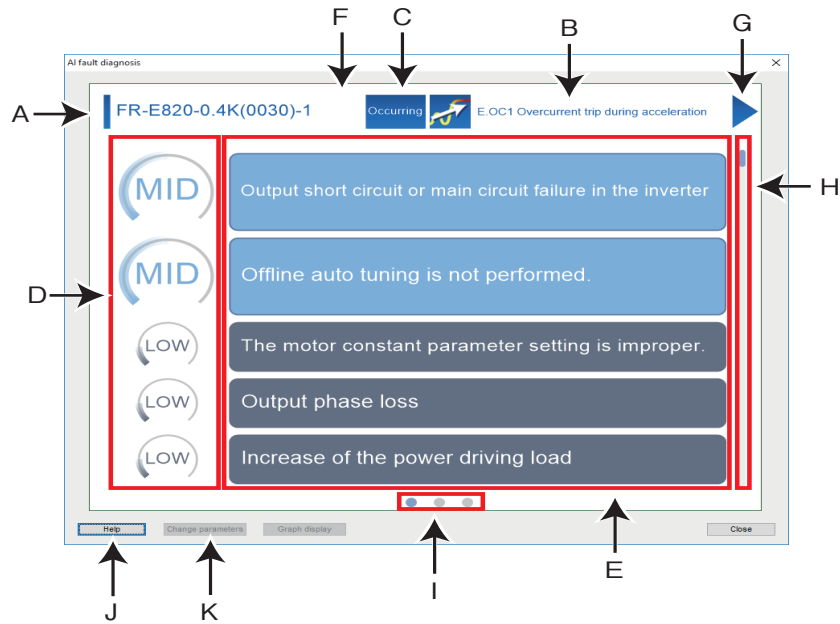 F
C
B
G
AI fault diagnosis
A
FR-E820-0.4K(0030)-1
Occurring
E.OC1 Overcurrent trip during acceleration
MID
Output short circuit or main circuit failure in the inverter
H
MID
Offline auto tuning is not performed.
D
LOW
The motor constant parameter setting is improper.
LOW
Output phase loss
LOW
Increase of the power driving load
Help
Change parameters
Graph display
Close
E
I
J
K